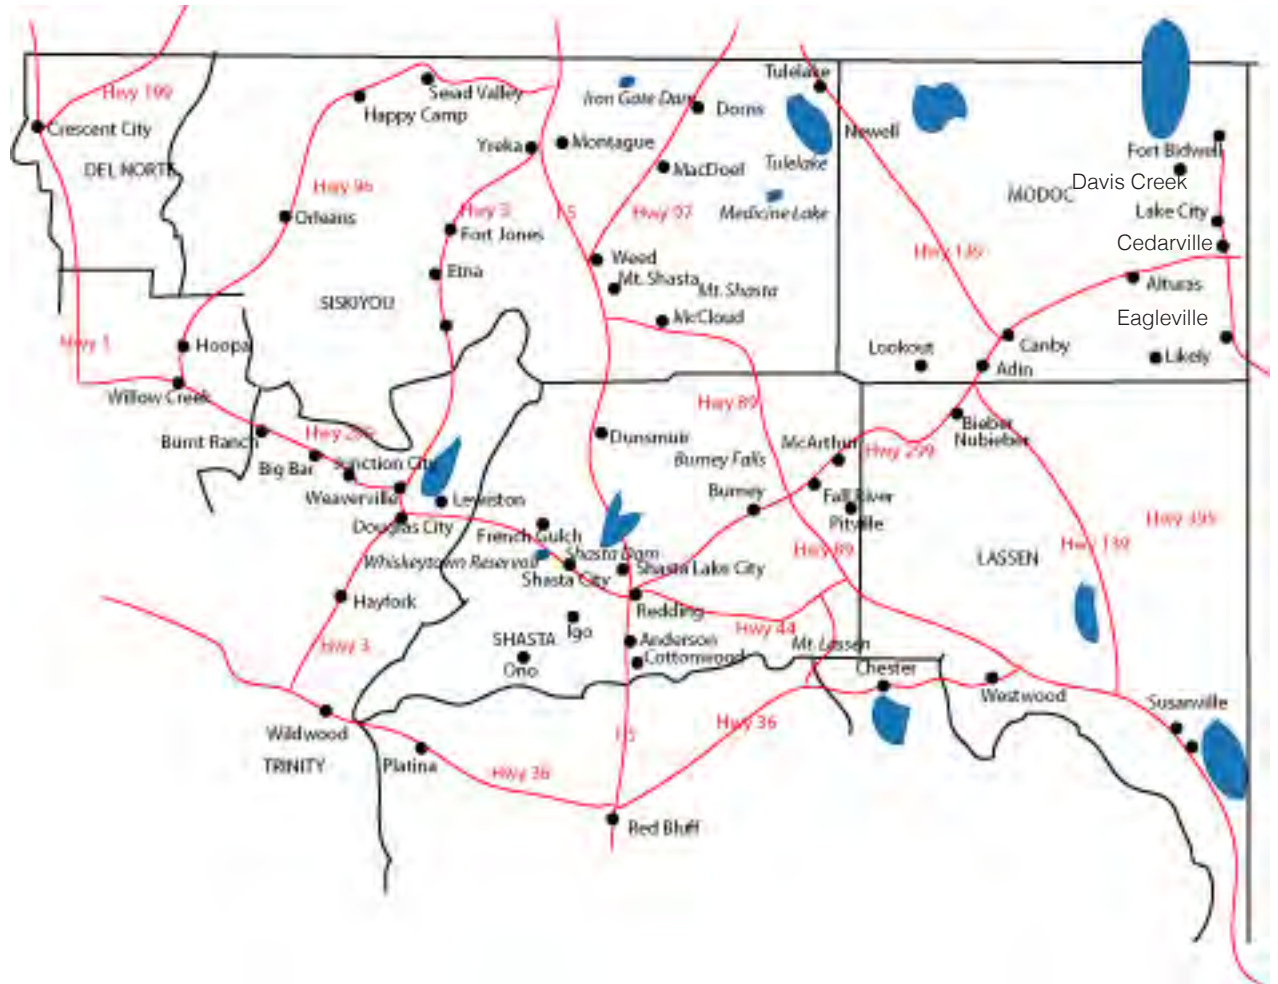 Tulelake
Hwy 199
Seiad Valley
Iron Gate Dam
Happy Camp
Dorris
Crescent City
Newell
Yreka
Montague
Fort Bidwell
DEL NORTE
MacDoel
Tulelake
Davis Creek
Hwy 96
MODOC
Orleans
Hwy 3
I 5
Hwy 97
Medicine Lake
Lake City
Fort Jones
Cedarville
Hwy 139
Weed
Etna
Mt. Shasta
Mt. Shasta
Alturas
SISKIYOU
McCloud
Eagleville
Hwy 1
Hoopa
Lookout
Canby
Likely
Adin
Willow Creek
Hwy 89
Bieber
Burnt Ranch
Hwy 299
Dunsmuir
McArthur
Nubieber
Hwy 299
Big Bar
Junction City
Burney Falls
Weaverville
Lewiston
Burney
Fall River
Douglas City
French Gulch
Pitville
Hwy 395
Whiskeytown Reservoir
Shasta Dam
Hwy 89
Hwy 139
LASSEN
Shasta City
Shasta Lake City
Hayfork
Redding
Igo
Hwy 44
SHASTA
Anderson
Hwy 3
Mt. Lassen
Ono
Cottonwood
Chester
Westwood
Susanville
Wildwood
I 5
Hwy 36
TRINITY
Platina
Hwy 36
Red Bluff